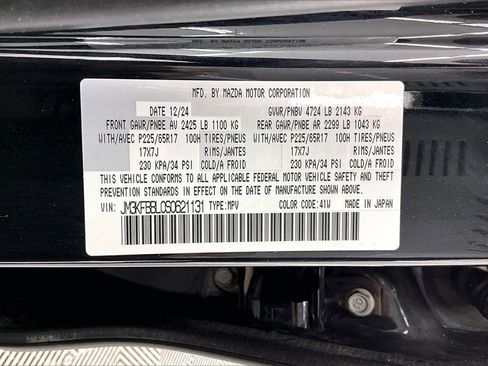 MFD. BY MAZDA MOTOR CORPORATION
DATE 12/24 GVWR/PNBV 4724 LB 2143 KG
FRONT GAWR/PNBE AV 2425 LB 1100 KG REAR GAWR/PNBE AR 2299 LB 1043 KG
WITH/AVEC P225/65R17 100H TIRES/PNEUS WITH/AVEC P225/65R17 100H TIRES/PNEUS
17X7J RIMS/JANTES 17X7J RIMS/JANTES
230 KPA/34 PSI COLD/A FROID 230 KPA/34 PSI COLD/A FROID
THIS VEHICLE CONFORMS TO ALL APPLICABLE FEDERAL MOTOR VEHICLE SAFETY AND THEFT
PREVENTION STANDARDS IN EFFECT ON THE DATE OF MANUFACTURE SHOWN ABOVE.
VIN: JM3KFBBL0S0621131 TYPE:MPV COLOR CODE:41W MADE IN JAPAN